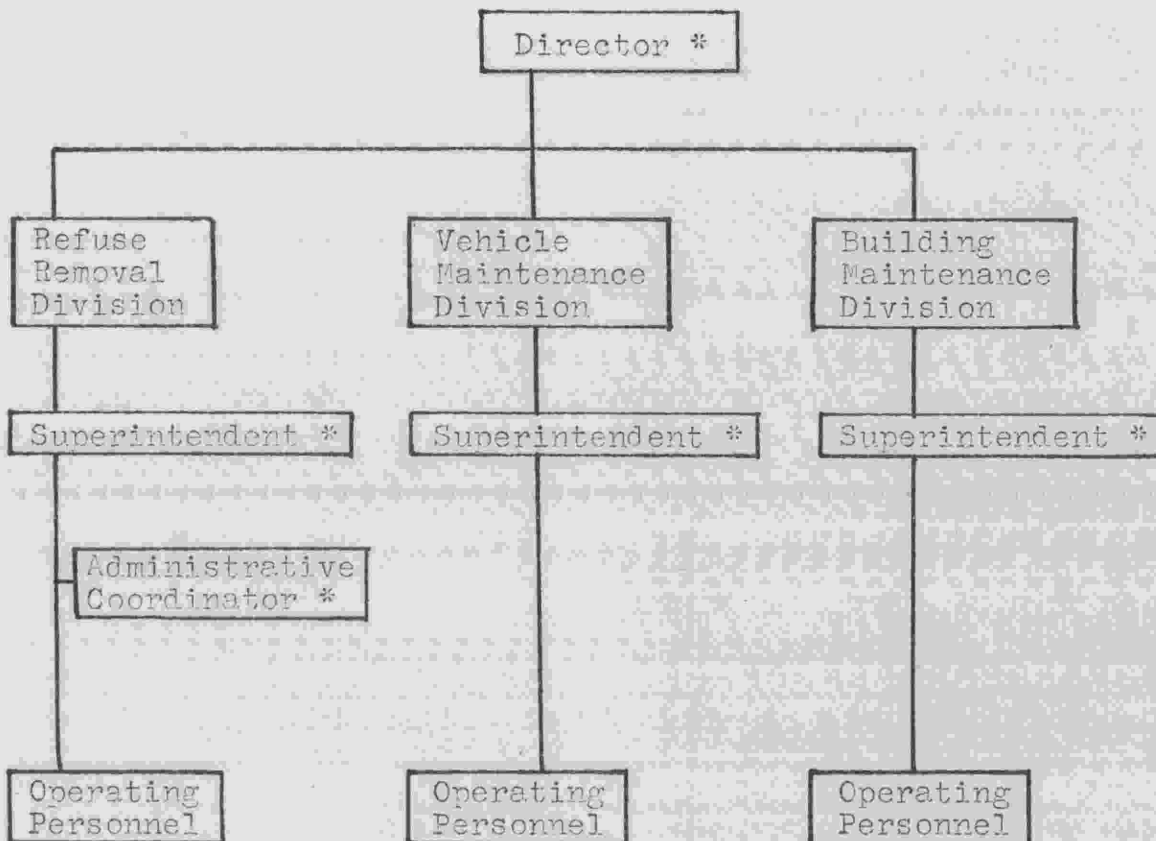 Director *
Refuse
Removal
Division
Vehicle
Maintenance
Division
Building
Maintenance
Division
Superintendent *
Superintendent *
Superintendent *
Administrative
Coordinator *
Operating
Personnel
Operating
Personnel
Operating
Personnel